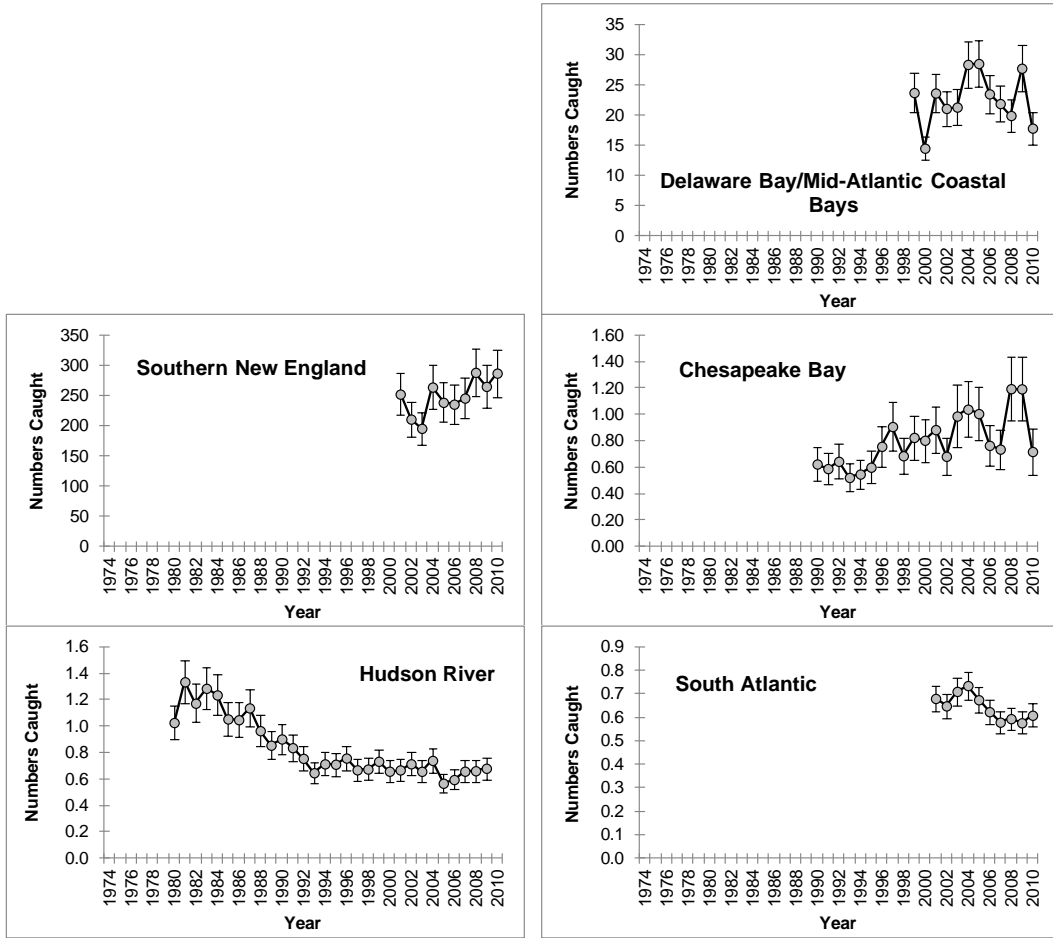 35
30
25
20
15
10
5
0
Numbers Caught
Delaware Bay/Mid-Atlantic Coastal
Bays
1974 1976 1978 1980 1982 1984 1986 1988 1990 1992 1994 1996 1998 2000 2002 2004 2006 2008 2010
Year
350
300
250
200
150
100
50
0
Numbers Caught
Southern New England
1974 1976 1978 1980 1982 1984 1986 1988 1990 1992 1994 1996 1998 2000 2002 2004 2006 2008 2010
Year
1.60
1.40
1.20
1.00
0.80
0.60
0.40
0.20
0.00
Numbers Caught
Chesapeake Bay
1974 1976 1978 1980 1982 1984 1986 1988 1990 1992 1994 1996 1998 2000 2002 2004 2006 2008 2010
Year
1.6
1.4
1.2
1.0
0.8
0.6
0.4
0.2
0.0
Numbers Caught
Hudson River
1974 1976 1978 1980 1982 1984 1986 1988 1990 1992 1994 1996 1998 2000 2002 2004 2006 2008 2010
Year
0.9
0.8
0.7
0.6
0.5
0.4
0.3
0.2
0.1
0.0
Numbers Caught
South Atlantic
1974 1976 1978 1980 1982 1984 1986 1988 1990 1992 1994 1996 1998 2000 2002 2004 2006 2008 2010
Year